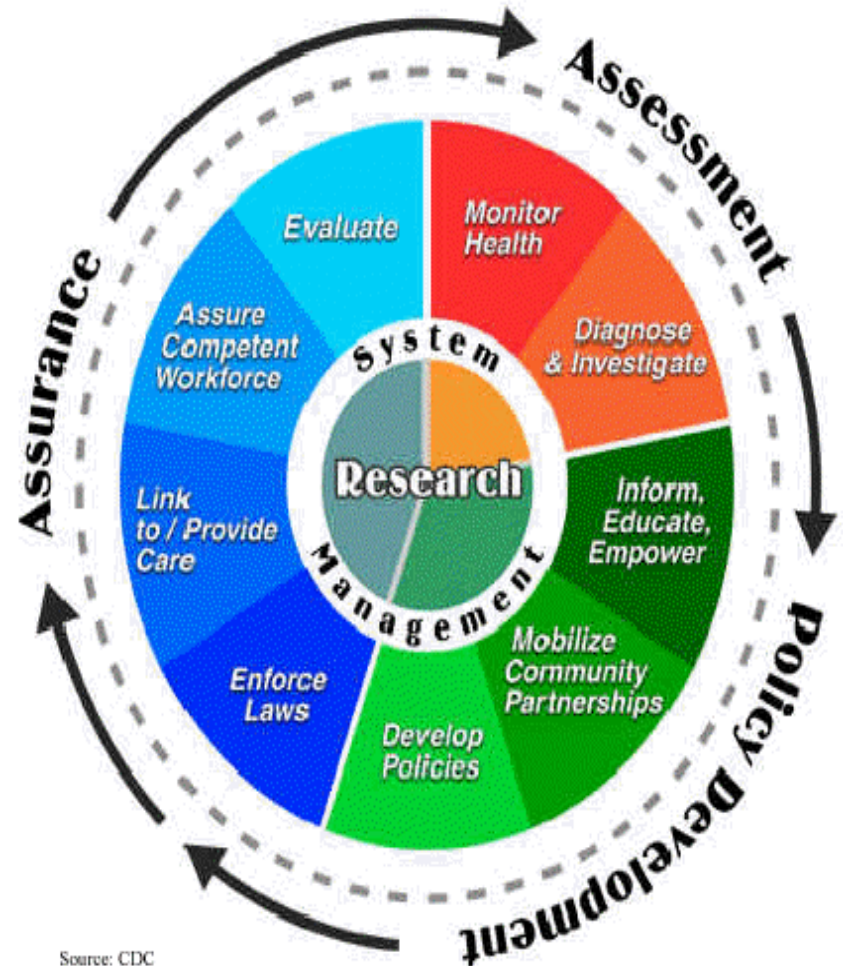 Assessment
Policy Development
Assurance
Monitor
Health
Diagnose
& Investigate
Inform,
Educate,
Empower
Mobilize
Community
Partnerships
Develop
Policies
Enforce
Laws
Link
to / Provide
Care
Assure
Competent
Workforce
Evaluate
System
Management
Research
Source: CDC